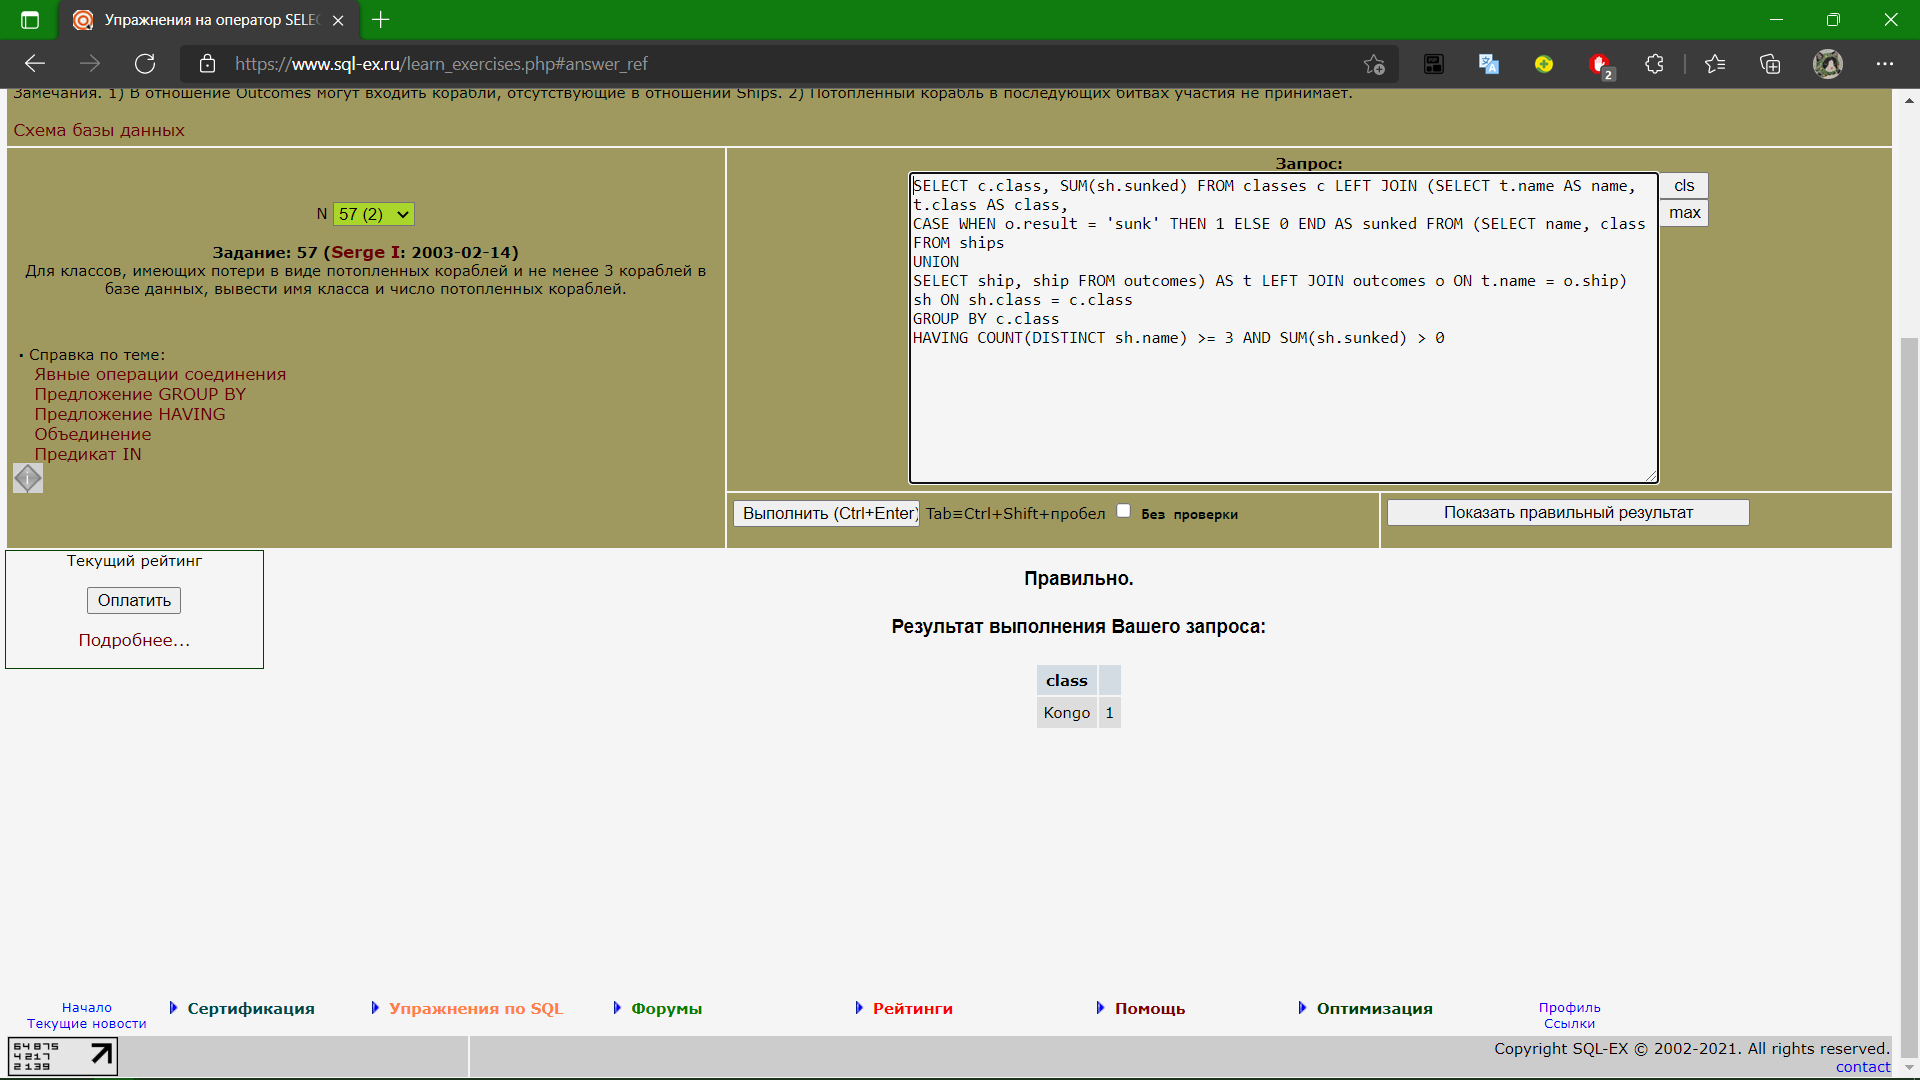 Упражнения на оператор SELEC
https://www.sql-ex.ru/learn_exercises.php#answer_ref
2
Замечания. 1) В отношение Outcomes могут входить корабли, отсутствующие в отношении Ships. 2) Потопленный корабль в последующих битвах участия не принимает.
Схема базы данных
N 57 (2)
Задание: 57 (Serge I: 2003-02-14)
Для классов, имеющих потери в виде потопленных кораблей и не менее 3 кораблей в
базе данных, вывести имя класса и число потопленных кораблей.
· Справка по теме:
Явные операции соединения
Предложение GROUP BY
Предложение HAVING
Объединение
Предикат IN
Запрос:
SELECT c.class, SUM(sh.sunked) FROM classes c LEFT JOIN (SELECT t.name AS name,
t.class AS class,
CASE WHEN o.result = 'sunk' THEN 1 ELSE 0 END AS sunked FROM (SELECT name, class
FROM ships
UNION
SELECT ship, ship FROM outcomes) AS t LEFT JOIN outcomes o ON t.name = o.ship)
sh ON sh.class = c.class
GROUP BY c.class
HAVING COUNT(DISTINCT sh.name) >= 3 AND SUM(sh.sunked) > 0
cls
max
Выполнить (Ctrl+Enter) Tab≡Ctrl+Shift+пробел Без проверки
Показать правильный результат
Текущий рейтинг
Оплатить
Подробнее...
Правильно.
Результат выполнения Вашего запроса:
class
Kongo 1
Начало
Текущие новости
Сертификация
Упражнения по SQL
Форумы
Рейтинги
Помощь
Оптимизация
Профиль
Ссылки
64875
4217
2139
Copyright SQL-EX © 2002-2021. All rights reserved.
contact